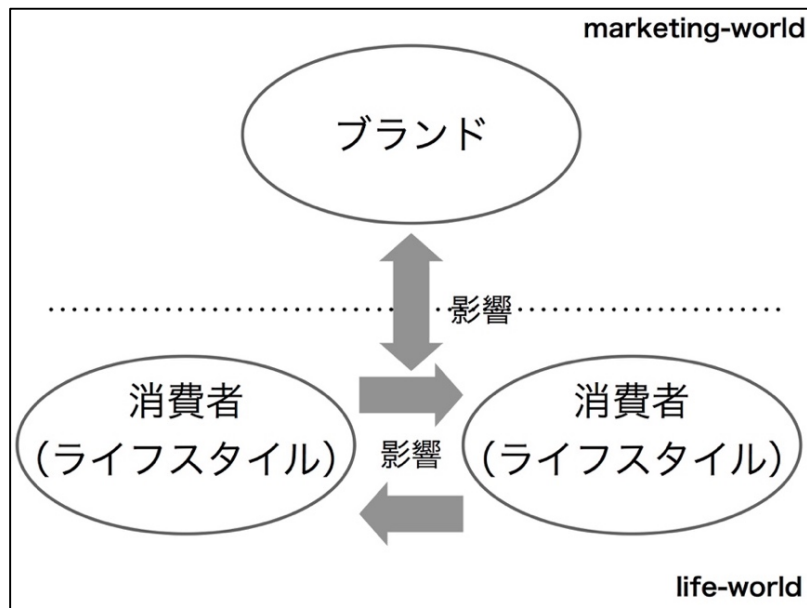 marketing-world
ブランド
影響
消費者
(ライフスタイル)
影響
消費者
(ライフスタイル)
life-world